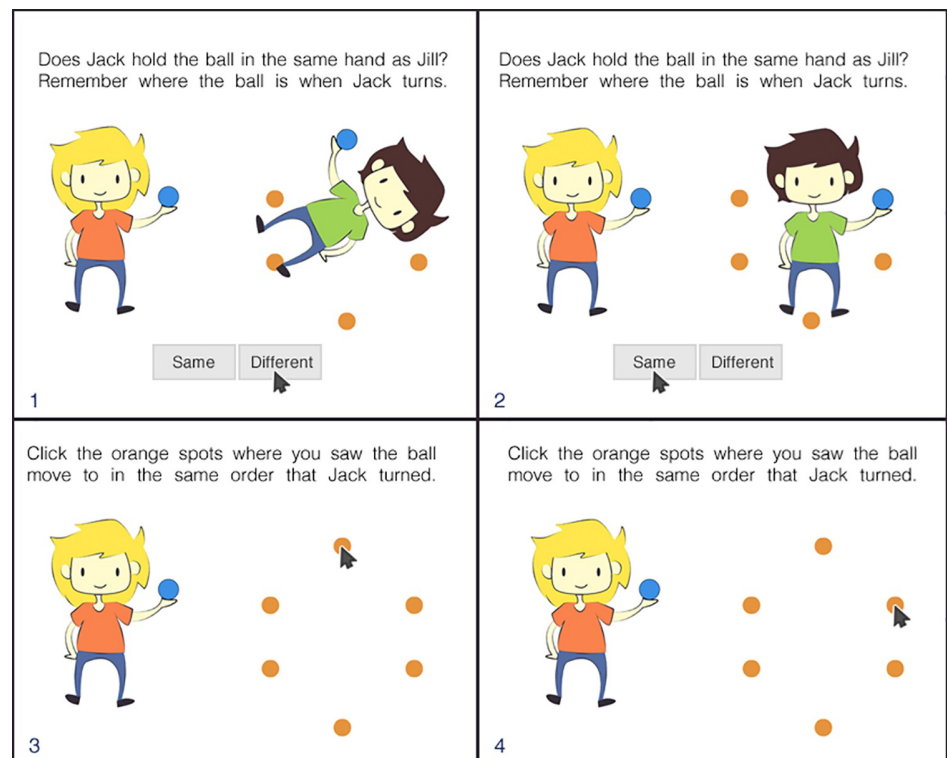 Does Jack hold the ball in the same hand as Jill?
Remember where the ball is when Jack turns.
Same
Different
1
Does Jack hold the ball in the same hand as Jill?
Remember where the ball is when Jack turns.
Same
Different
2
Click the orange spots where you saw the ball
move to in the same order that Jack turned.
3
Click the orange spots where you saw the ball
move to in the same order that Jack turned.
4